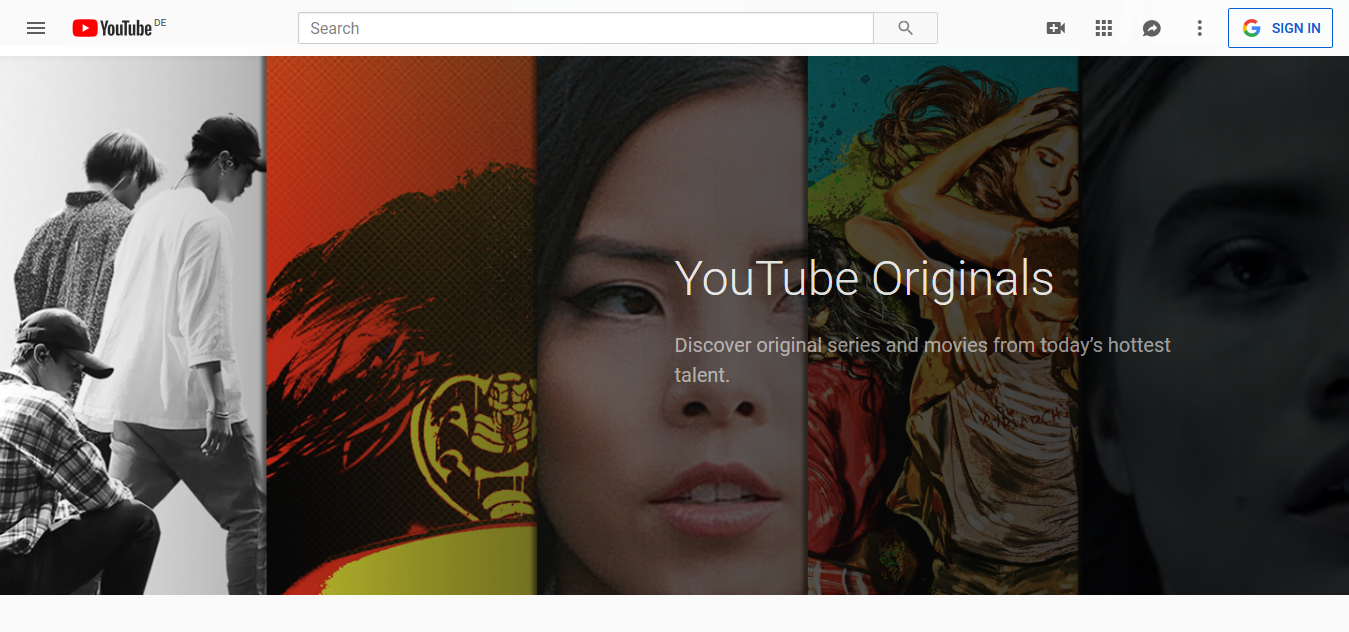 YouTube DE
Search
SIGN IN
YouTube Originals
Discover original series and movies from today’s hottest
talent.